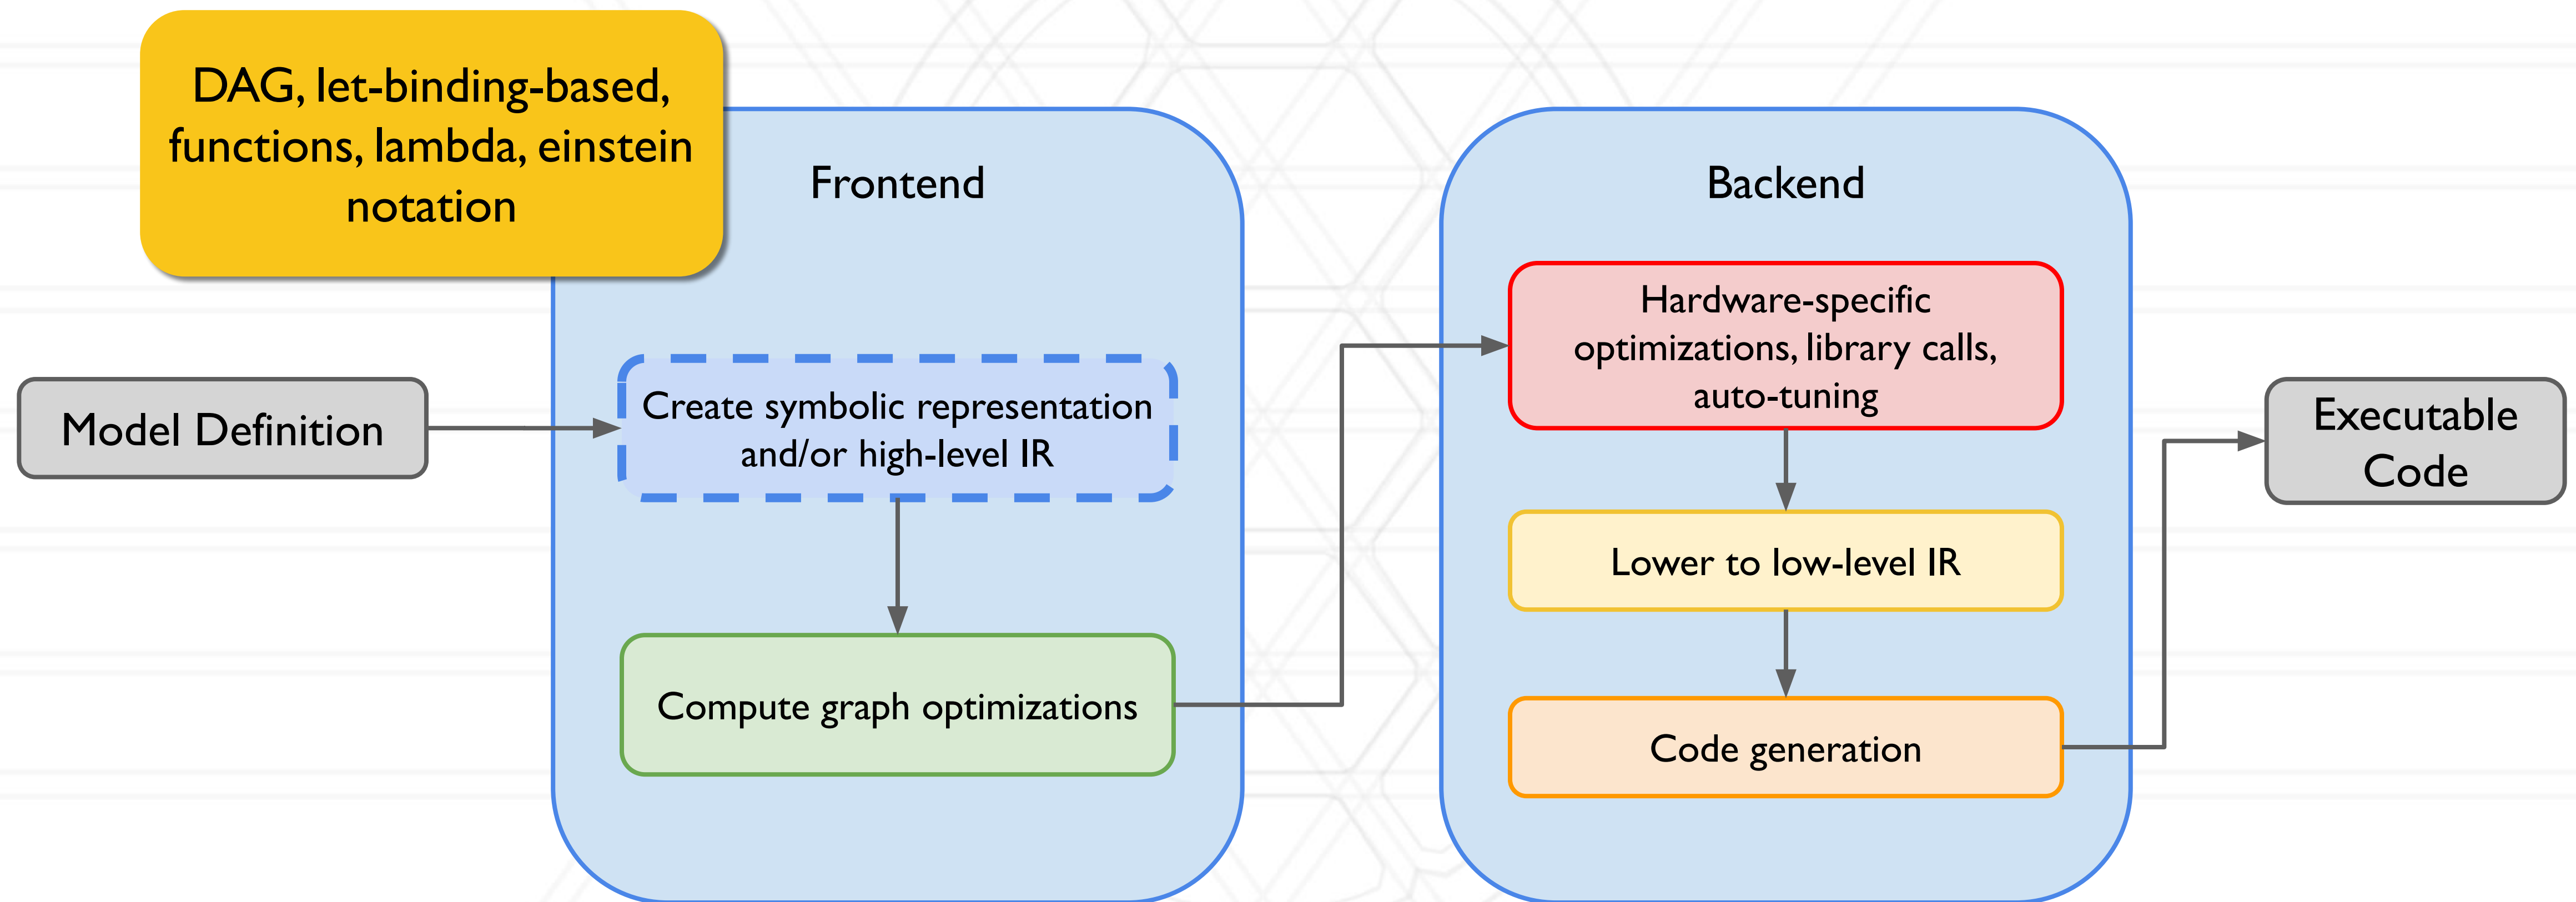 DAG, let-binding-based,
functions, lambda, einstein
notation
Frontend
Backend
Model Definition
Create symbolic representation
and/or high-level IR
Compute graph optimizations
Hardware-specific
optimizations, library calls,
auto-tuning
Lower to low-level IR
Code generation
Executable
Code